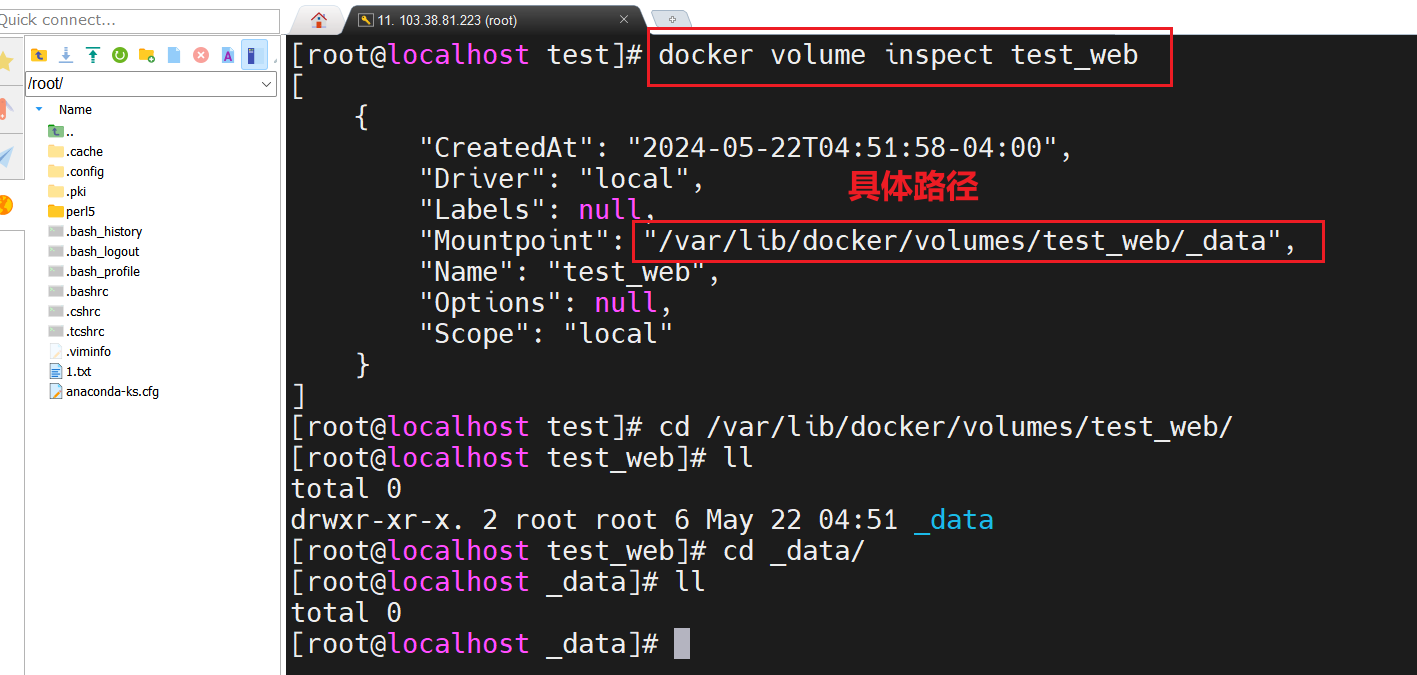 Quick connect...
11. 103.38.81.223 (root)
/root/
Name
..
.cache
.config
.pki
perl5
.bash_history
.bash_logout
.bash_profile
.bashrc
.cshrc
.tcshrc
.viminfo
1.txt
anaconda-ks.cfg
[root@localhost test]# docker volume inspect test_web
[
{
"CreatedAt": "2024-05-22T04:51:58-04:00",
"Driver": "local",
具体路径
"Labels": null,
"Mountpoint": "/var/lib/docker/volumes/test_web/_data",
"Name": "test_web",
"Options": null,
"Scope": "local"
}
]
[root@localhost test]# cd /var/lib/docker/volumes/test_web/
[root@localhost test_web]# ll
total 0
drwxr-xr-x. 2 root root 6 May 22 04:51 _data
[root@localhost test_web]# cd _data/
[root@localhost _data]# ll
total 0
[root@localhost _data]#